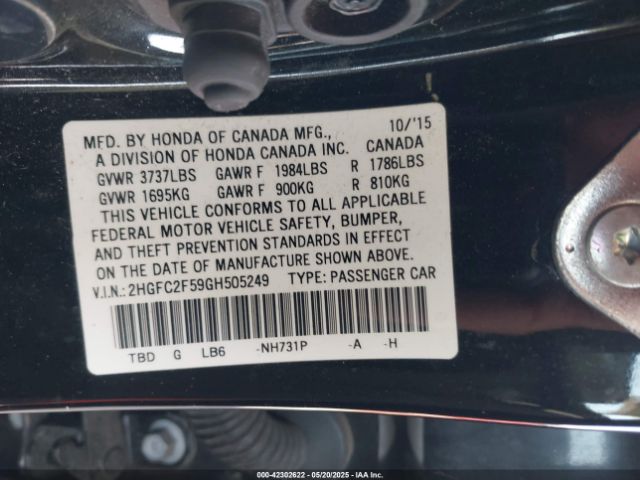 MFD. BY HONDA OF CANADA MFG., 10/'15
A DIVISION OF HONDA CANADA INC. CANADA
GVWR 3737LBS GAWR F 1984LBS R 1786LBS
GVWR 1695KG GAWR F 900KG R 810KG
THIS VEHICLE CONFORMS TO ALL APPLICABLE
FEDERAL MOTOR VEHICLE SAFETY, BUMPER,
AND THEFT PREVENTION STANDARDS IN EFFECT
ON THE DATE OF MANUFACTURE SHOWN ABOVE.
V.I.N.: 2HGFC2F59GH505249 TYPE: PASSENGER CAR
TBD G LB6 -NH731P -A -H
000-42302622 - 05/20/2025 - IAA Inc.